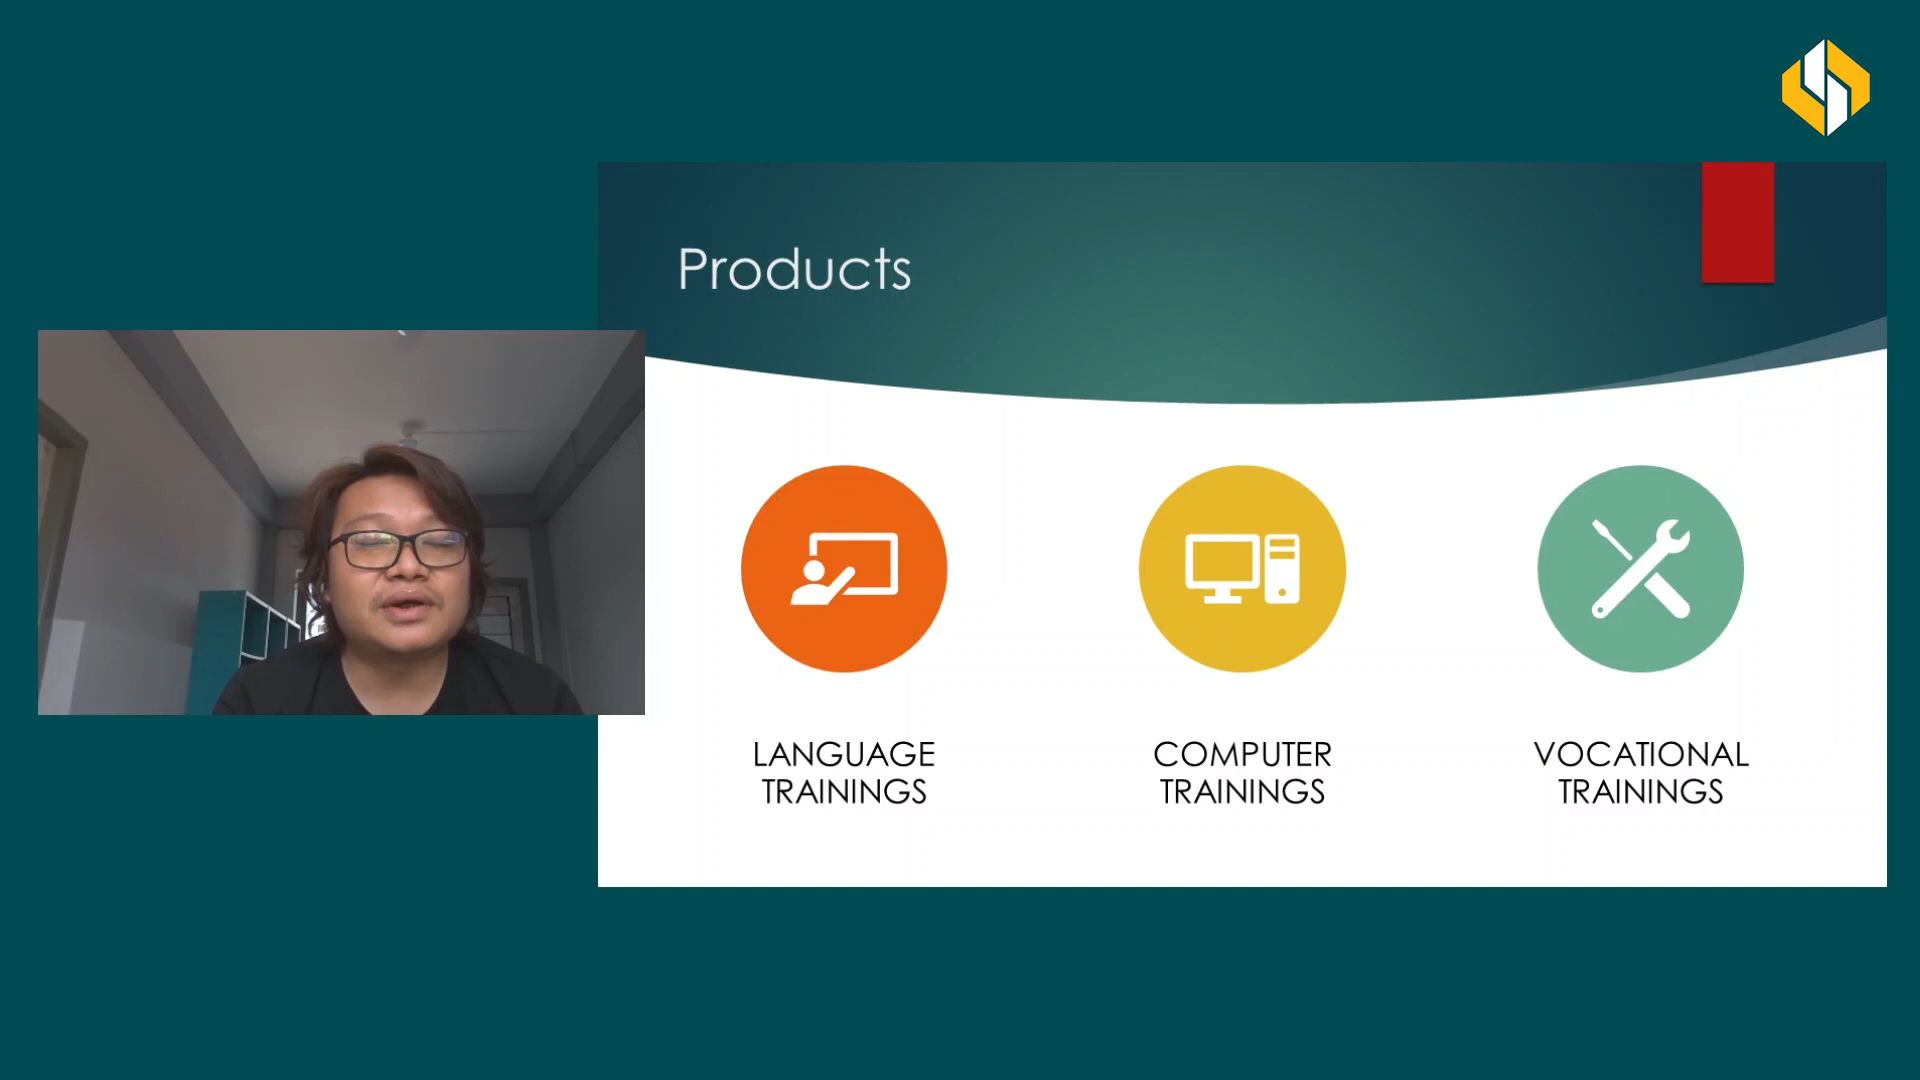 Products
LANGUAGE
TRAININGS
COMPUTER
TRAININGS
VOCATIONAL
TRAININGS